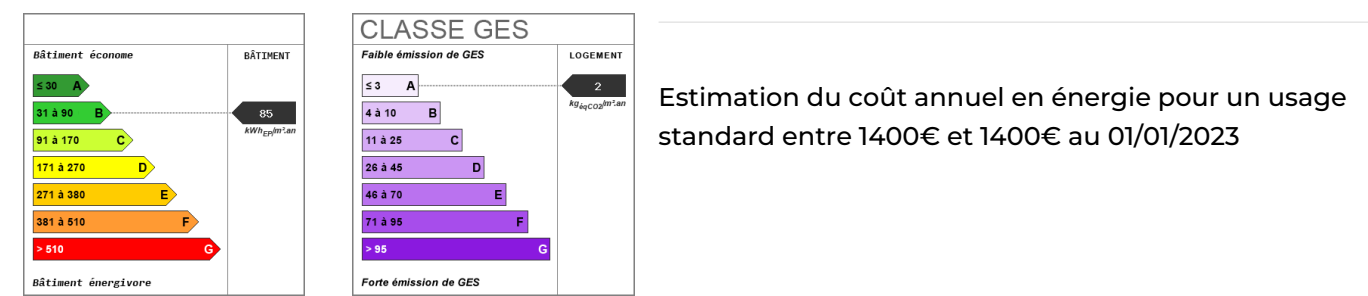 Bâtiment économe
BÂTIMENT
≤ 30 A
31 à 90 B
85
kWhEP/m².an
91 à 170 C
171 à 270 D
271 à 380 E
381 à 510 F
> 510 G
Bâtiment énergivore
CLASSE GES
Faible émission de GES
LOGEMENT
≤ 3 A
2
kgéqCO2/m².an
4 à 10 B
11 à 25 C
26 à 45 D
46 à 70 E
71 à 95 F
> 95 G
Forte émission de GES
Estimation du coût annuel en énergie pour un usage
standard entre 1400€ et 1400€ au 01/01/2023